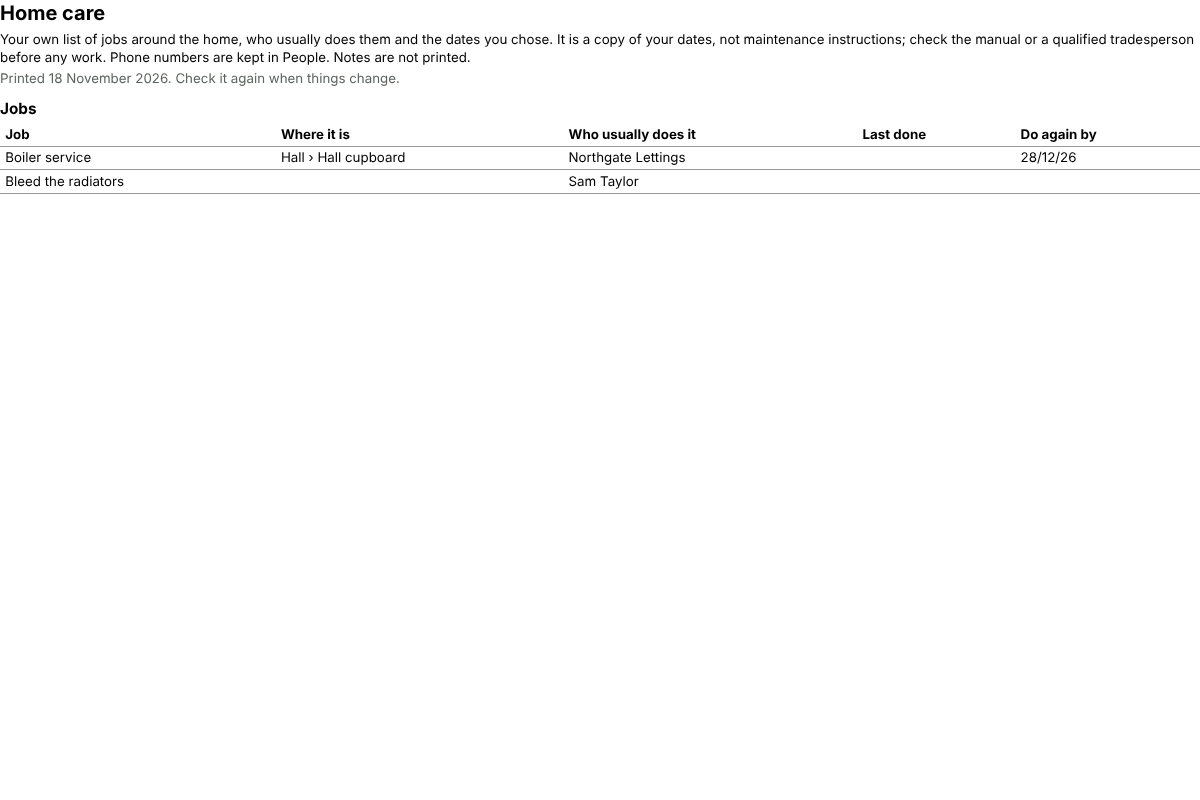 Home care
Your own list of jobs around the home, who usually does them and the dates you chose. It is a copy of your dates, not maintenance instructions; check the manual or a qualified tradesperson
before any work. Phone numbers are kept in People. Notes are not printed.
Printed 18 November 2026. Check it again when things change.
Jobs
Job Where it is Who usually does it Last done Do again by
Boiler service Hall › Hall cupboard Northgate Lettings 28/12/26
Bleed the radiators Sam Taylor